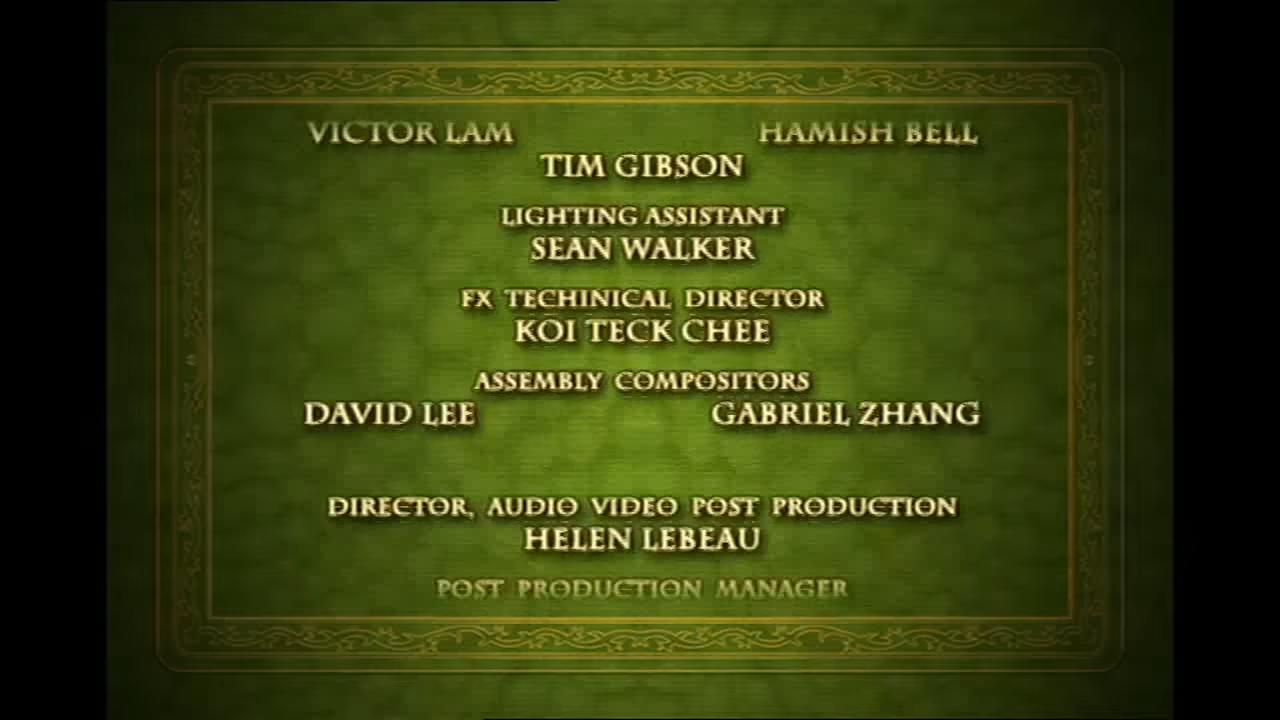 VICTOR LAM HAMISH BELL
TIM GIBSON
LIGHTING ASSISTANT
SEAN WALKER
FX TECHINICAL DIRECTOR
KOI TECK CHEE
ASSEMBLY COMPOSITORS
DAVID LEE GABRIEL ZHANG
DIRECTOR, AUDIO VIDEO POST PRODUCTION
HELEN LEBEAU
POST PRODUCTION MANAGER